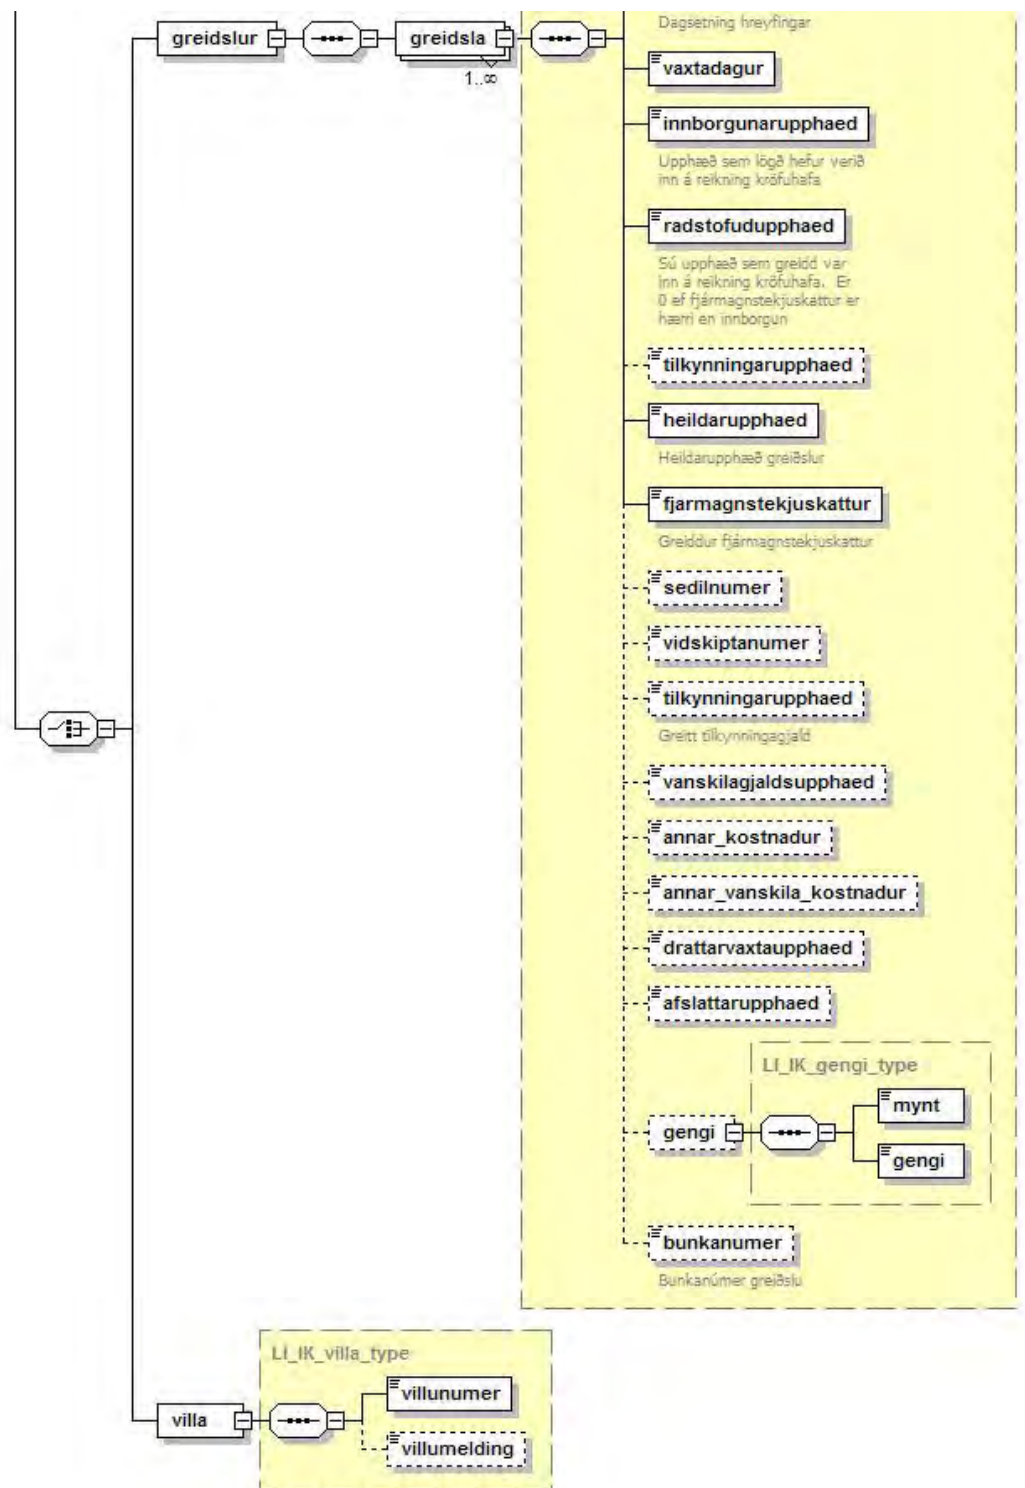 greidslur
greidsla
1..∞
Dagsetning hreyfingar
vaxtadagur
innborgunarupphaed
Upphæð sem lögð hefur verið
inn á reikning kröfuhafa
radstofudupphaed
Sú upphæð sem greidd var
inn á reikning kröfuhafa. Er
0 ef fjármagnstekjuskattur er
hærri en innborgun
tilkynningarupphaed
heildarupphaed
Heildarupphæð greiðslur
fjarmagnstekjuskattur
Greiddur fjármagnstekjuskattur
sedilnumer
vidskiptanumer
tilkynningarupphaed
Greitt tilkynningagjald
vanskilagjaldsupphaed
annar_kostnadur
annar_vanskila_kostnadur
drattarvaxtaupphaed
afslattarupphaed
LI_IK_gengi_type
mynt
gengi
gengi
bunkanumer
Bunkanúmer greiðslu
LI_IK_villa_type
villunumer
villa
villumelding